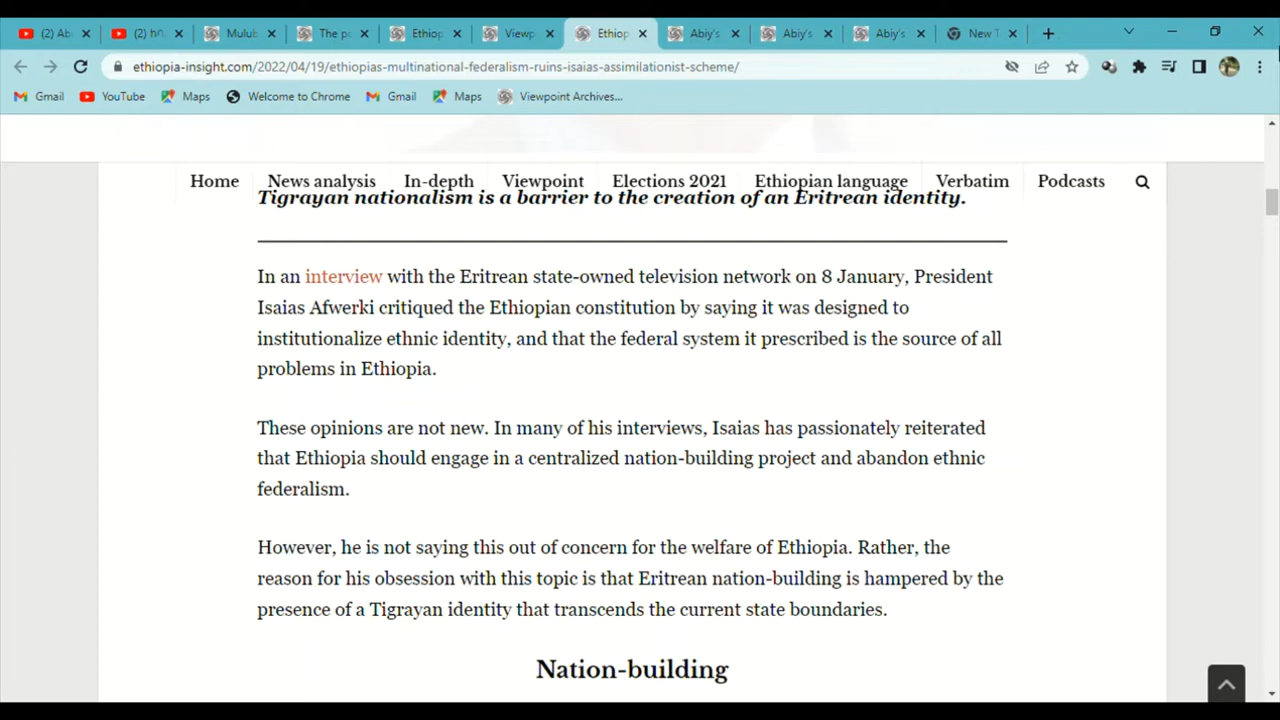 (2) Ab
(2) h/
Mulub
The po
Ethiop
Viewp
Ethiop
Abiy's
Abiy's
Abiy's
New T
ethiopia-insight.com/2022/04/19/ethiopias-multinational-federalism-ruins-isaias-assimilationist-scheme/
Gmail
YouTube
Maps
Welcome to Chrome
Gmail
Maps
Viewpoint Archives...
Home
News analysis
In-depth
Viewpoint
Elections 2021
Ethiopian language
Verbatim
Podcasts
Tigrayan nationalism is a barrier to the creation of an Eritrean identity.
In an interview with the Eritrean state-owned television network on 8 January, President
Isaias Afwerki critiqued the Ethiopian constitution by saying it was designed to
institutionalize ethnic identity, and that the federal system it prescribed is the source of all
problems in Ethiopia.
These opinions are not new. In many of his interviews, Isaias has passionately reiterated
that Ethiopia should engage in a centralized nation-building project and abandon ethnic
federalism.
However, he is not saying this out of concern for the welfare of Ethiopia. Rather, the
reason for his obsession with this topic is that Eritrean nation-building is hampered by the
presence of a Tigrayan identity that transcends the current state boundaries.
Nation-building